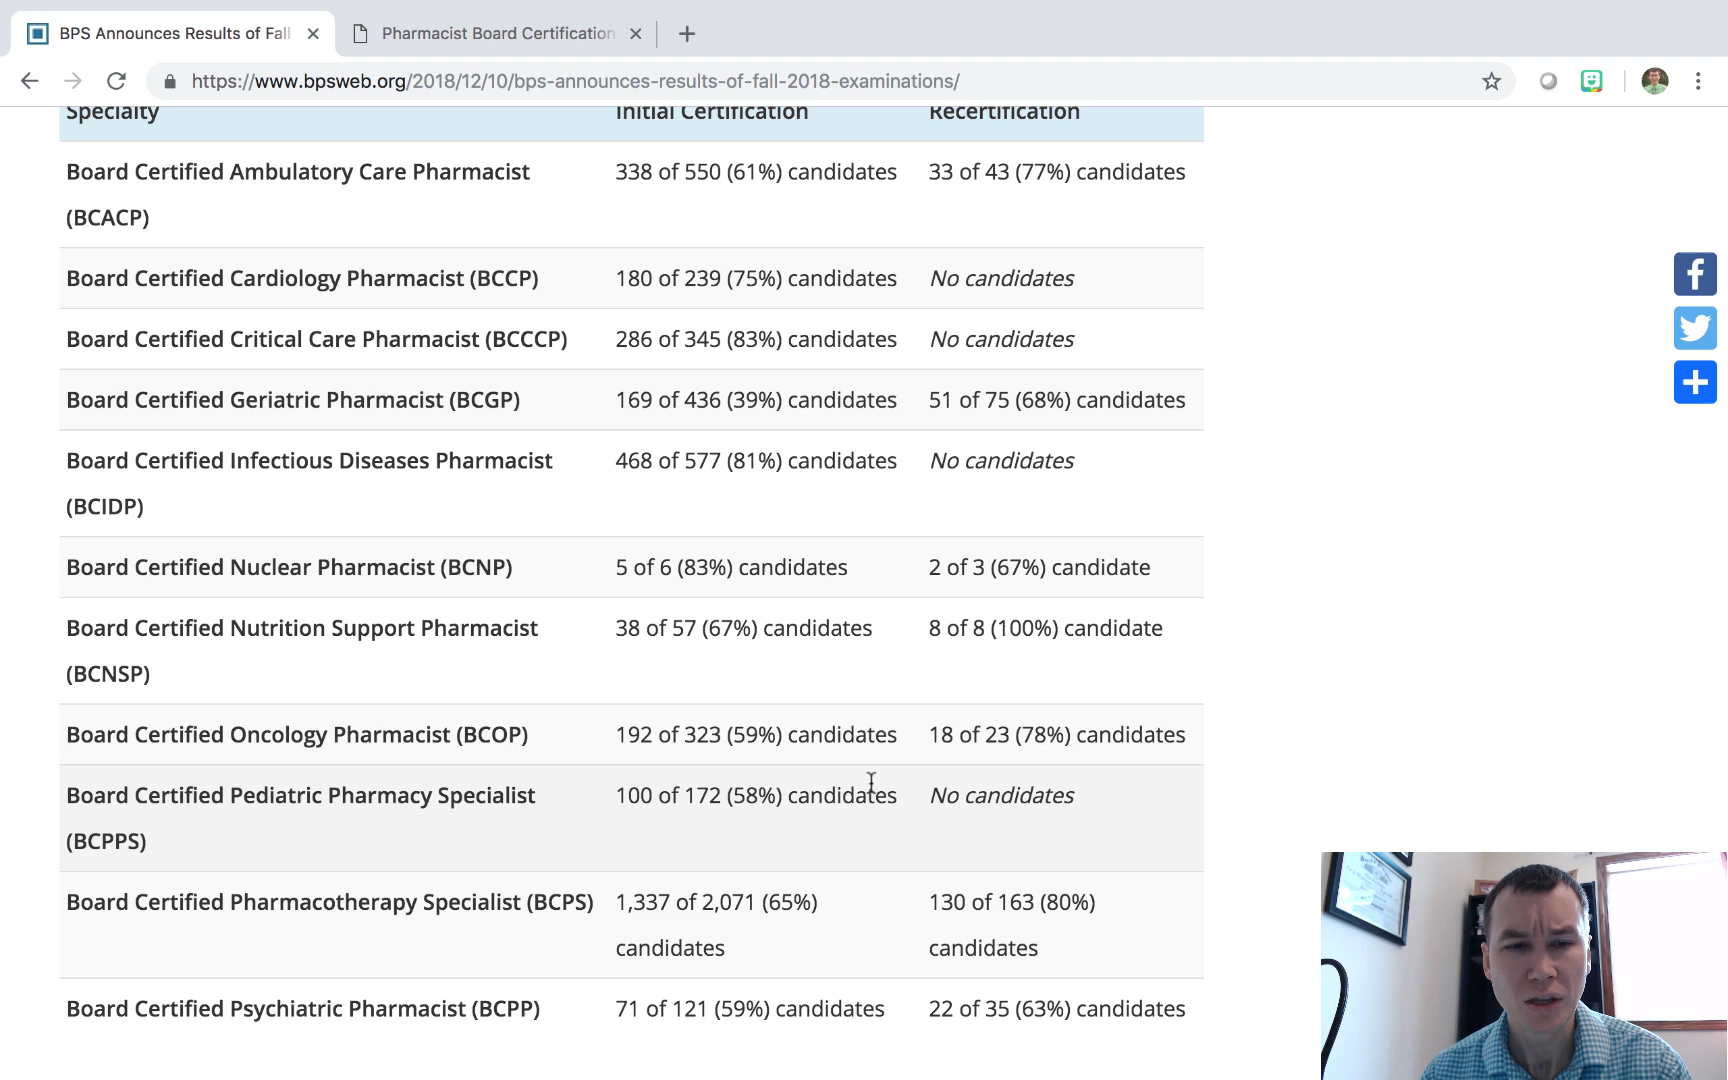 BPS Announces Results of Fall
Pharmacist Board Certification
https://www.bpsweb.org/2018/12/10/bps-announces-results-of-fall-2018-examinations/
Specialty Initial Certification Recertification
Board Certified Ambulatory Care Pharmacist 338 of 550 (61%) candidates 33 of 43 (77%) candidates
(BCACP)
Board Certified Cardiology Pharmacist (BCCP) 180 of 239 (75%) candidates No candidates
Board Certified Critical Care Pharmacist (BCCCP) 286 of 345 (83%) candidates No candidates
Board Certified Geriatric Pharmacist (BCGP) 169 of 436 (39%) candidates 51 of 75 (68%) candidates
Board Certified Infectious Diseases Pharmacist 468 of 577 (81%) candidates No candidates
(BCIDP)
Board Certified Nuclear Pharmacist (BCNP) 5 of 6 (83%) candidates 2 of 3 (67%) candidate
Board Certified Nutrition Support Pharmacist 38 of 57 (67%) candidates 8 of 8 (100%) candidate
(BCNSP)
Board Certified Oncology Pharmacist (BCOP) 192 of 323 (59%) candidates 18 of 23 (78%) candidates
Board Certified Pediatric Pharmacy Specialist 100 of 172 (58%) candidates No candidates
(BCPPS)
Board Certified Pharmacotherapy Specialist (BCPS) 1,337 of 2,071 (65%) 130 of 163 (80%)
candidates candidates
Board Certified Psychiatric Pharmacist (BCPP) 71 of 121 (59%) candidates 22 of 35 (63%) candidates